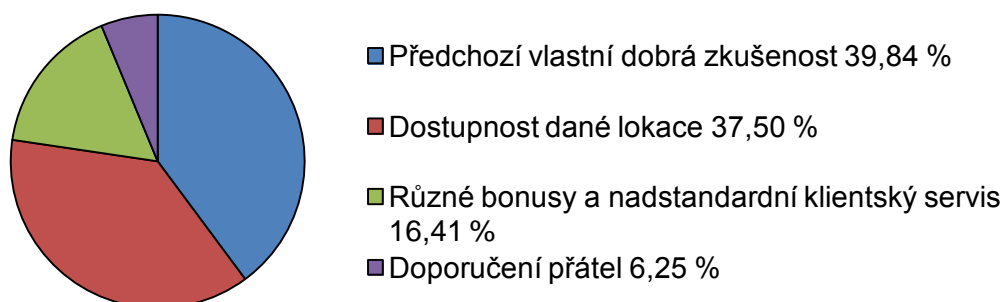 Předchozí vlastní dobrá zkušenost 39,84 %
Dostupnost dané lokace 37,50 %
Různé bonusy a nadstandardní klientský servis
16,41 %
Doporučení přátel 6,25 %